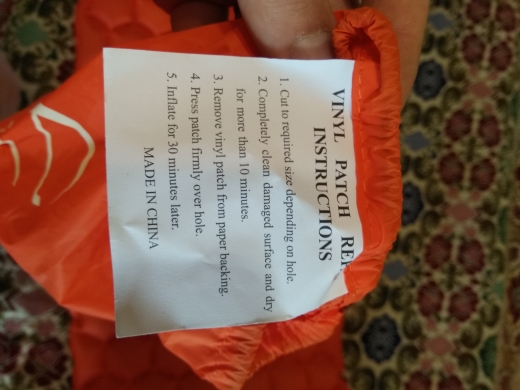 VINYL PATCH
INSTRUCTIONS
1. Cut to required size depending on hole.
2. Completely clean damaged surface and dry
for more than 10 minutes.
3. Remove vinyl patch from paper backing.
4. Press patch firmly over hole.
5. Inflate for 30 minutes later.
MADE IN CHINA